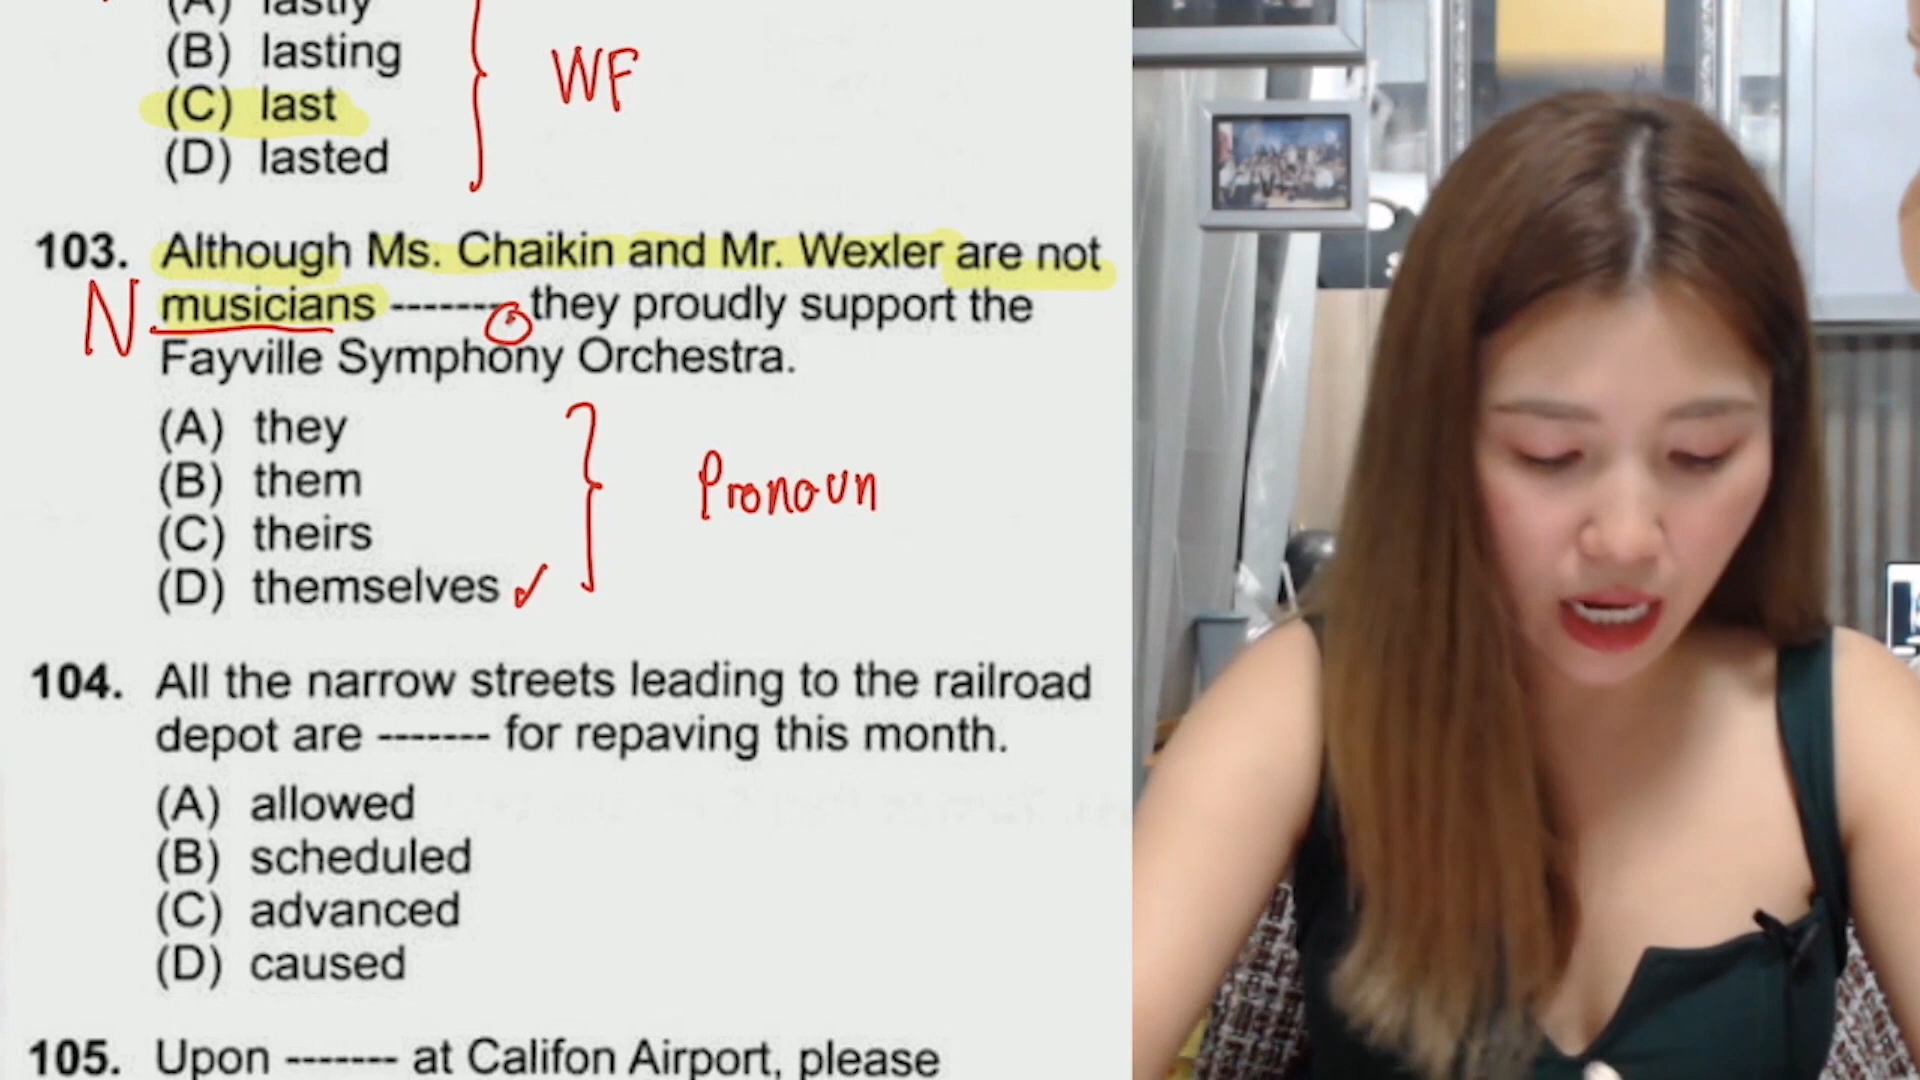 (A) lastly
(B) lasting
(C) last
(D) lasted
WF
103. Although Ms. Chaikin and Mr. Wexler are not
N musicians -------, they proudly support the
Fayville Symphony Orchestra.
(A) they
(B) them
(C) theirs
(D) themselves ✓
Pronoun
104. All the narrow streets leading to the railroad
depot are ------- for repaving this month.
(A) allowed
(B) scheduled
(C) advanced
(D) caused
105. Upon ------- at Califon Airport, please